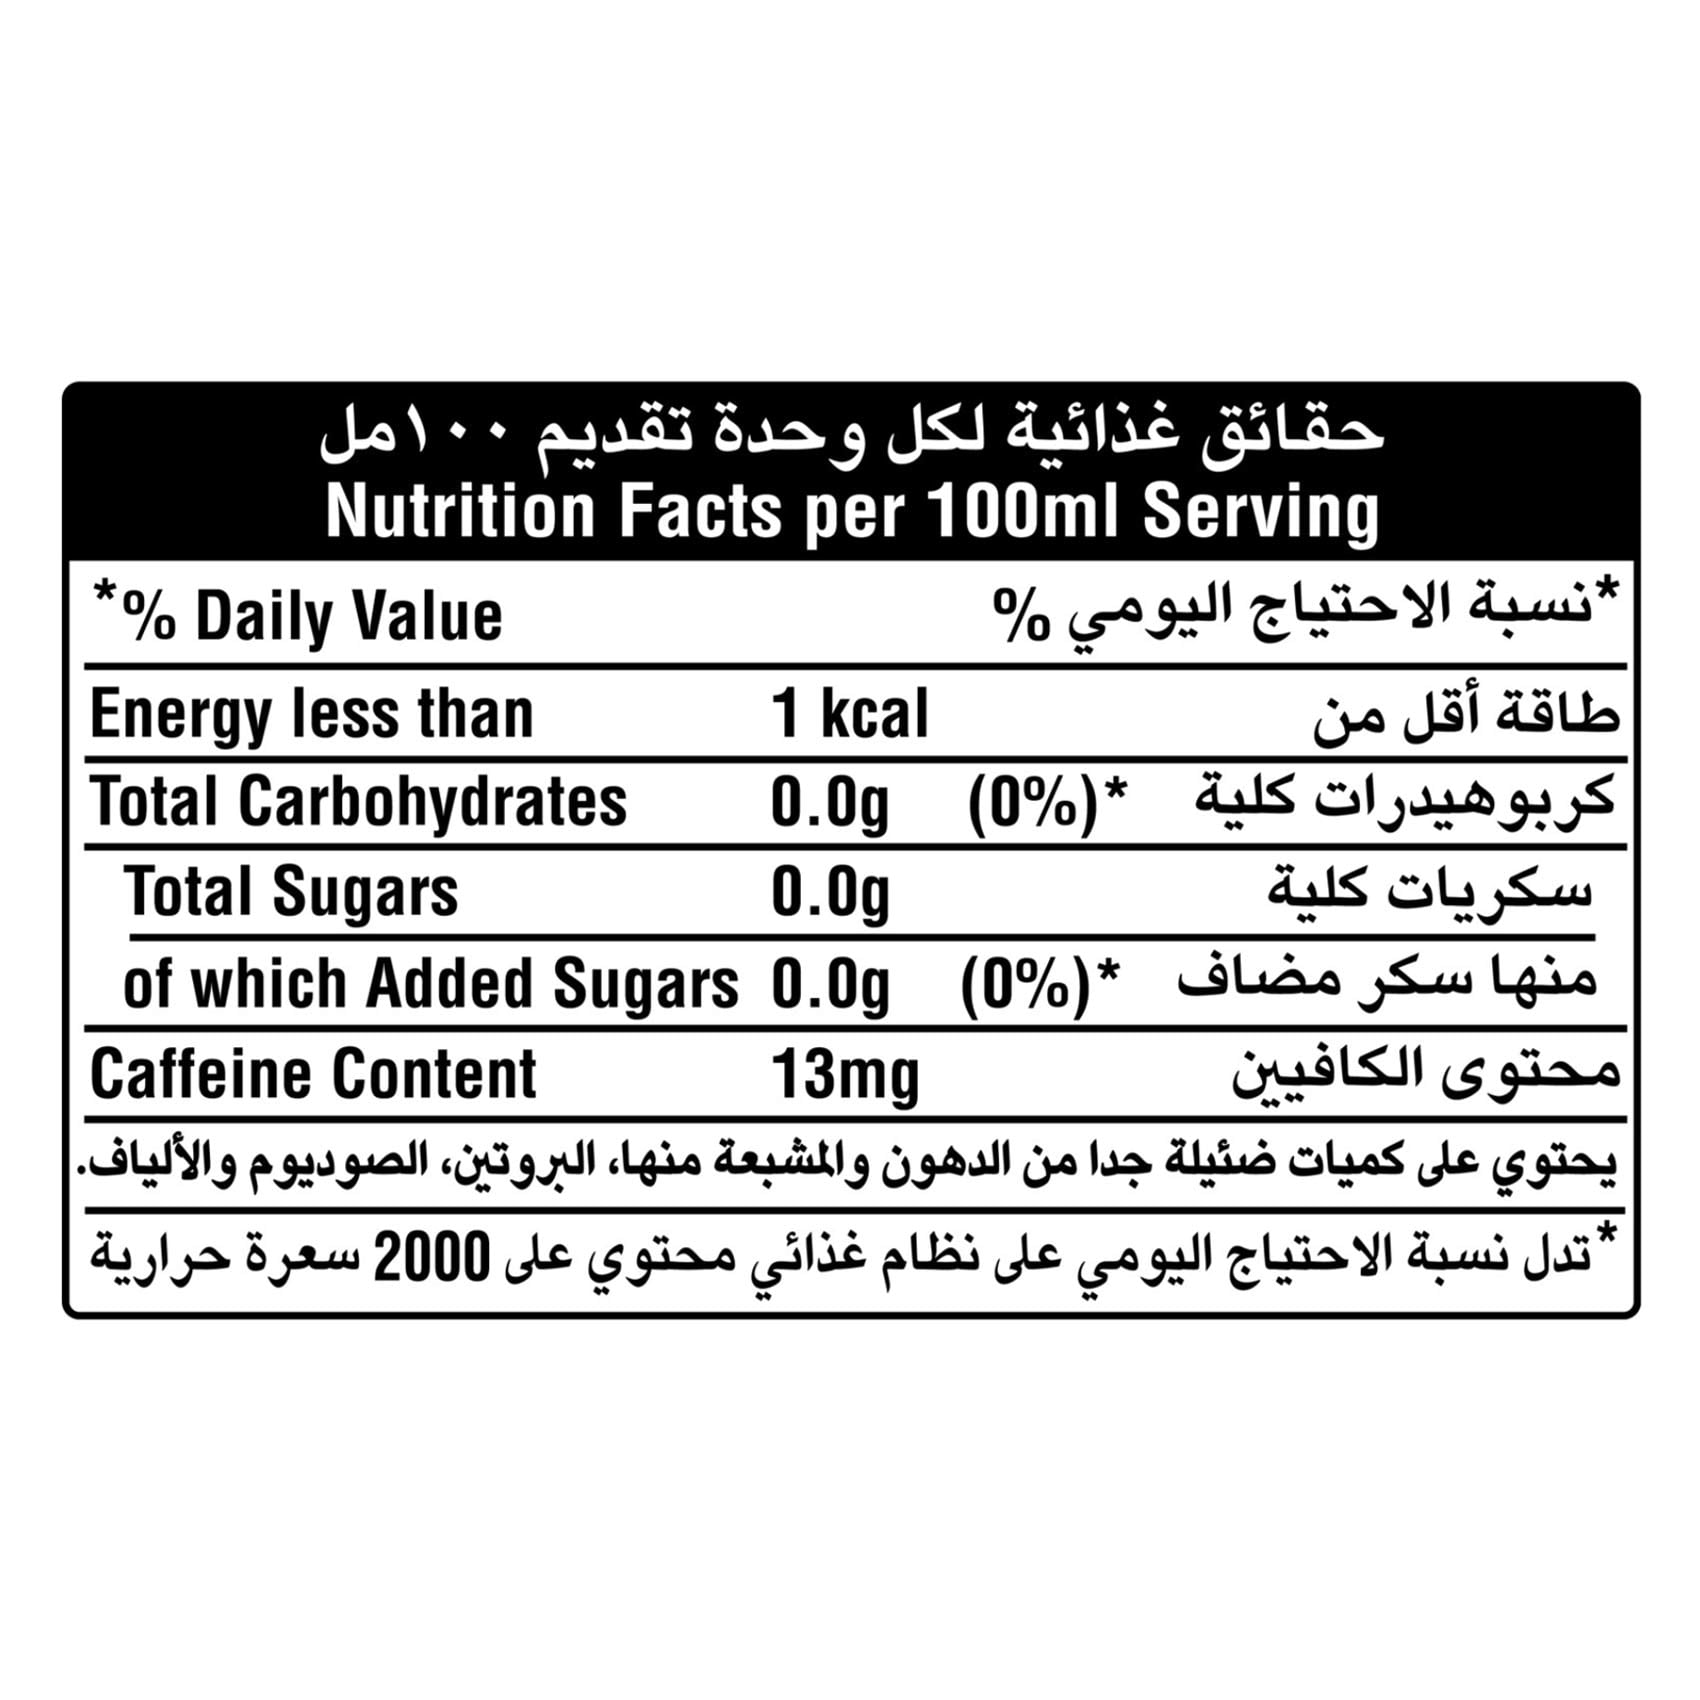 حقائق غذائية لكل وحدة تقديم ١٠٠مل
Nutrition Facts per 100ml Serving
*% Daily Value *نسبة الاحتياج اليومي %
Energy less than 1 kcal طاقة أقل من
Total Carbohydrates 0.0g (0%)* كربوهيدرات كلية
Total Sugars 0.0g سكريات كلية
of which Added Sugars 0.0g (0%)* منها سكر مضاف
Caffeine Content 13mg محتوى الكافيين
يحتوي على كميات ضئيلة جدا من الدهون والمشبعة منها، البروتين، الصوديوم والألياف.
*تدل نسبة الاحتياج اليومي على نظام غذائي محتوي على 2000 سعرة حرارية